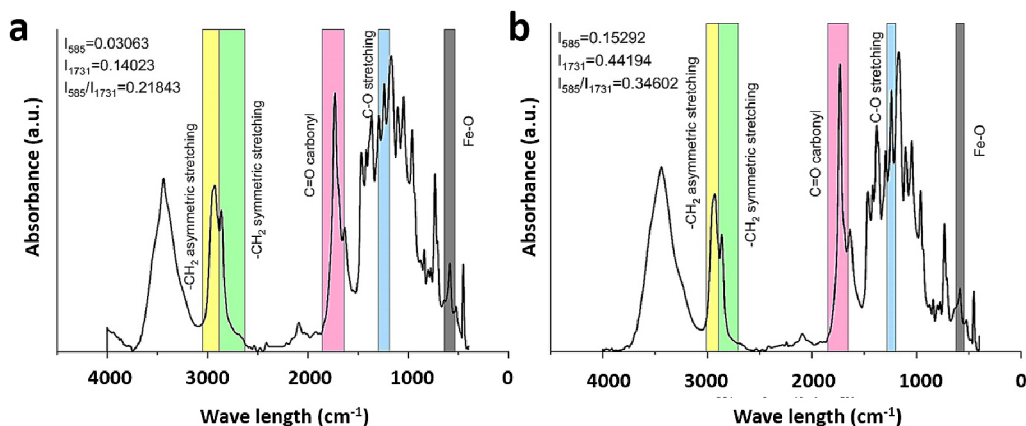 a
I₅₈₅=0.03063
I₁₇₃₁=0.14023
I₅₈₅/I₁₇₃₁=0.21843
-CH₂ asymmetric stretching
-CH₂ symmetric stretching
C=O carbonyl
C-O stretching
Fe-O
Absorbance (a.u.)
4000 3000 2000 1000 0
Wave length (cm⁻¹)
b
I₅₈₅=0.15292
I₁₇₃₁=0.44194
I₅₈₅/I₁₇₃₁=0.34602
-CH₂ asymmetric stretching
-CH₂ symmetric stretching
C=O carbonyl
C-O stretching
Fe-O
Absorbance (a.u.)
4000 3000 2000 1000 0
Wave length (cm⁻¹)